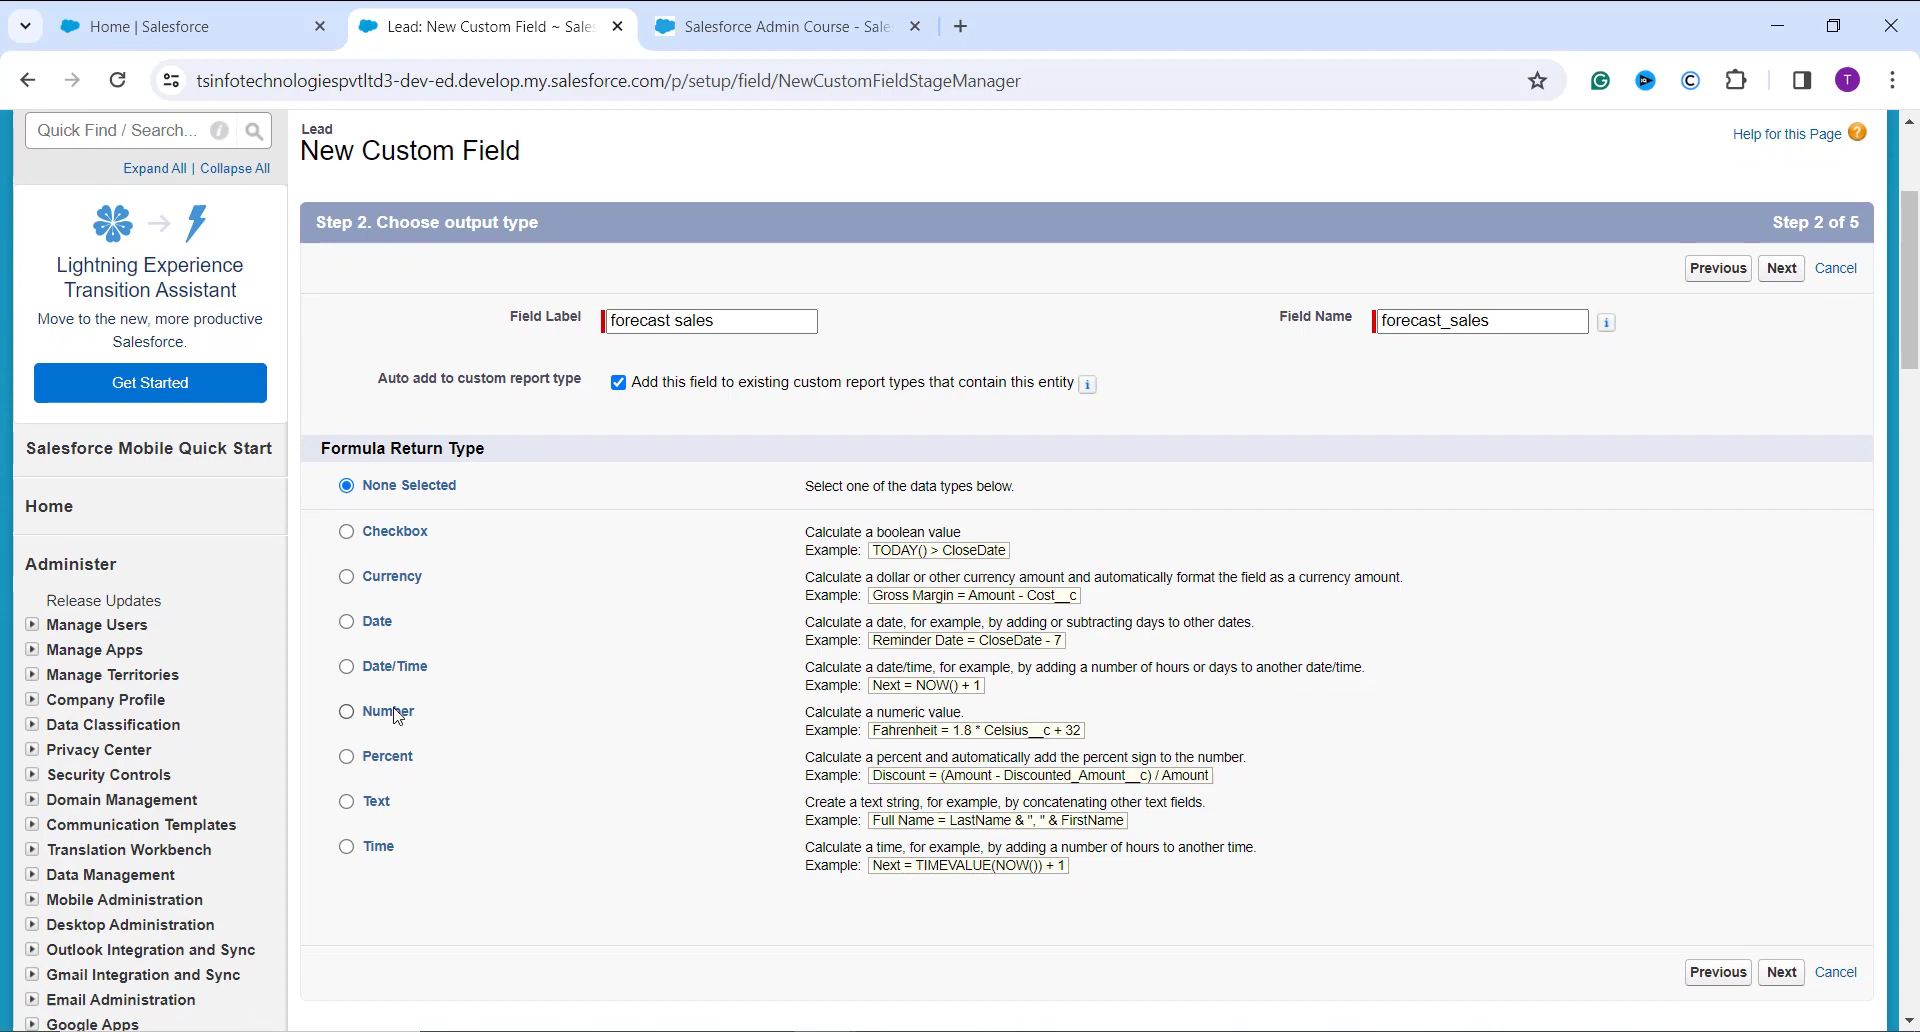 Home | Salesforce
Lead: New Custom Field ~ Sales
Salesforce Admin Course - Sale
tsinfotechnologiespvtltd3-dev-ed.develop.my.salesforce.com/p/setup/field/NewCustomFieldStageManager
T
Quick Find / Search...
Expand All | Collapse All
Lightning Experience
Transition Assistant
Move to the new, more productive
Salesforce.
Get Started
Salesforce Mobile Quick Start
Home
Administer
Release Updates
Manage Users
Manage Apps
Manage Territories
Company Profile
Data Classification
Privacy Center
Security Controls
Domain Management
Communication Templates
Translation Workbench
Data Management
Mobile Administration
Desktop Administration
Outlook Integration and Sync
Gmail Integration and Sync
Email Administration
Google Apps
Lead
New Custom Field
Help for this Page
Step 2. Choose output type
Step 2 of 5
Previous Next Cancel
Field Label forecast sales
Field Name forecast_sales
Auto add to custom report type Add this field to existing custom report types that contain this entity
Formula Return Type
None Selected Select one of the data types below.
Checkbox Calculate a boolean value
Example: TODAY() > CloseDate
Currency Calculate a dollar or other currency amount and automatically format the field as a currency amount.
Example: Gross Margin = Amount - Cost__c
Date Calculate a date, for example, by adding or subtracting days to other dates.
Example: Reminder Date = CloseDate - 7
Date/Time Calculate a date/time, for example, by adding a number of hours or days to another date/time.
Example: Next = NOW() + 1
Number Calculate a numeric value.
Example: Fahrenheit = 1.8 * Celsius__c + 32
Percent Calculate a percent and automatically add the percent sign to the number.
Example: Discount = (Amount - Discounted_Amount__c) / Amount
Text Create a text string, for example, by concatenating other text fields.
Example: Full Name = LastName & ", " & FirstName
Time Calculate a time, for example, by adding a number of hours to another time.
Example: Next = TIMEVALUE(NOW()) + 1
Previous Next Cancel